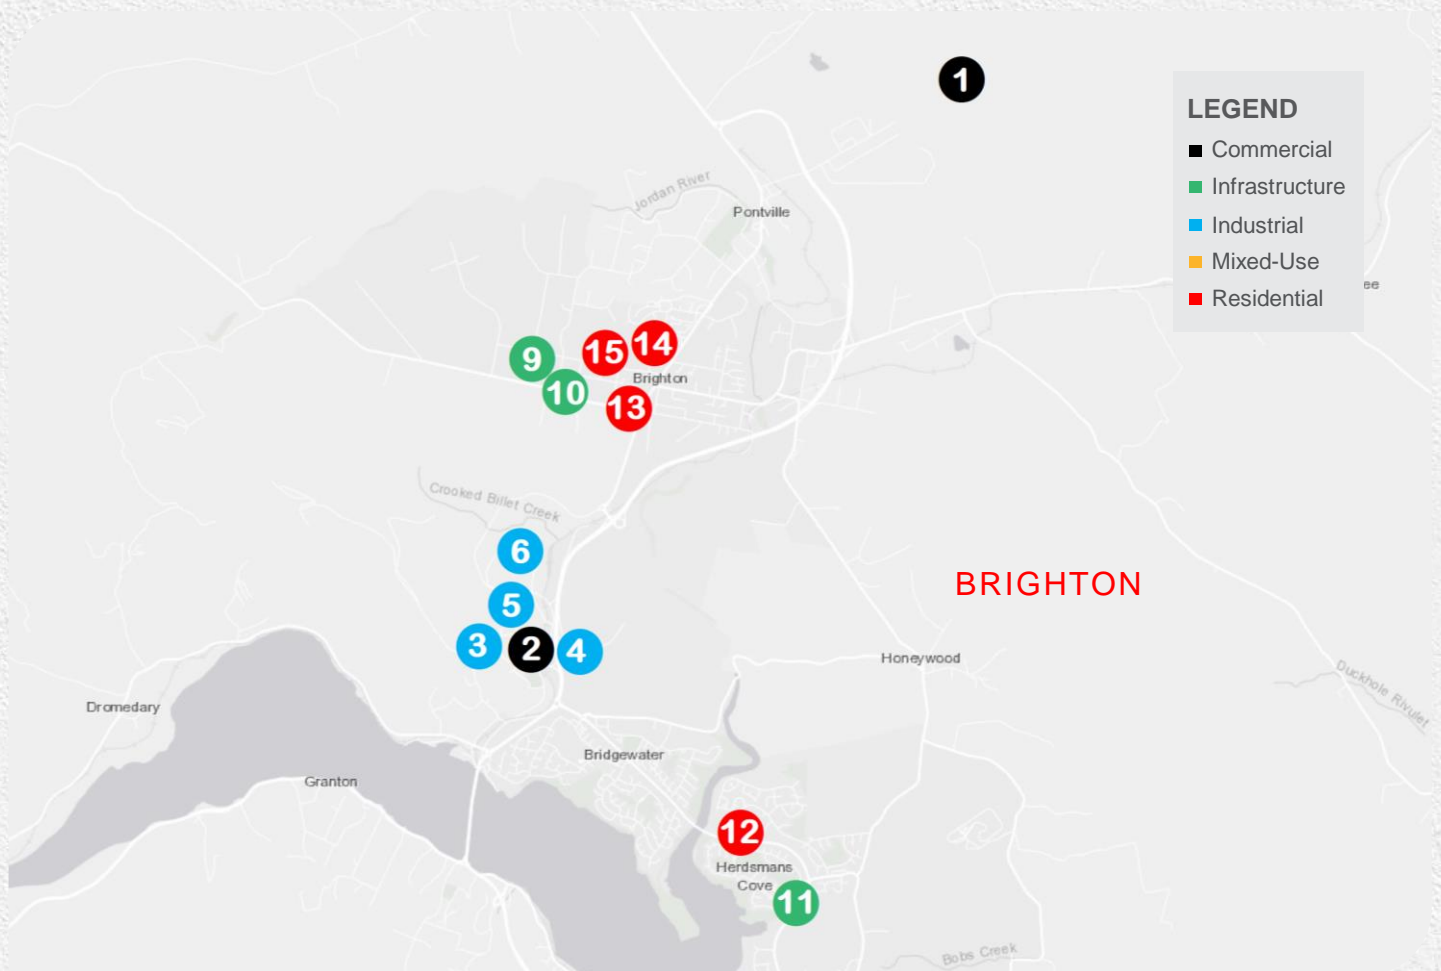 1
LEGEND
Commercial
Infrastructure
Industrial
Mixed-Use
Residential
Jordan River
Pontville
ee
9
10
15
14
Brighton
13
Crooked Billet Creek
6
5
3
2
4
BRIGHTON
Honeywood
Duckhole Rivulet
Dromedary
Bridgewater
Granton
12
Herdsmans
Cove
11
Bobs Creek